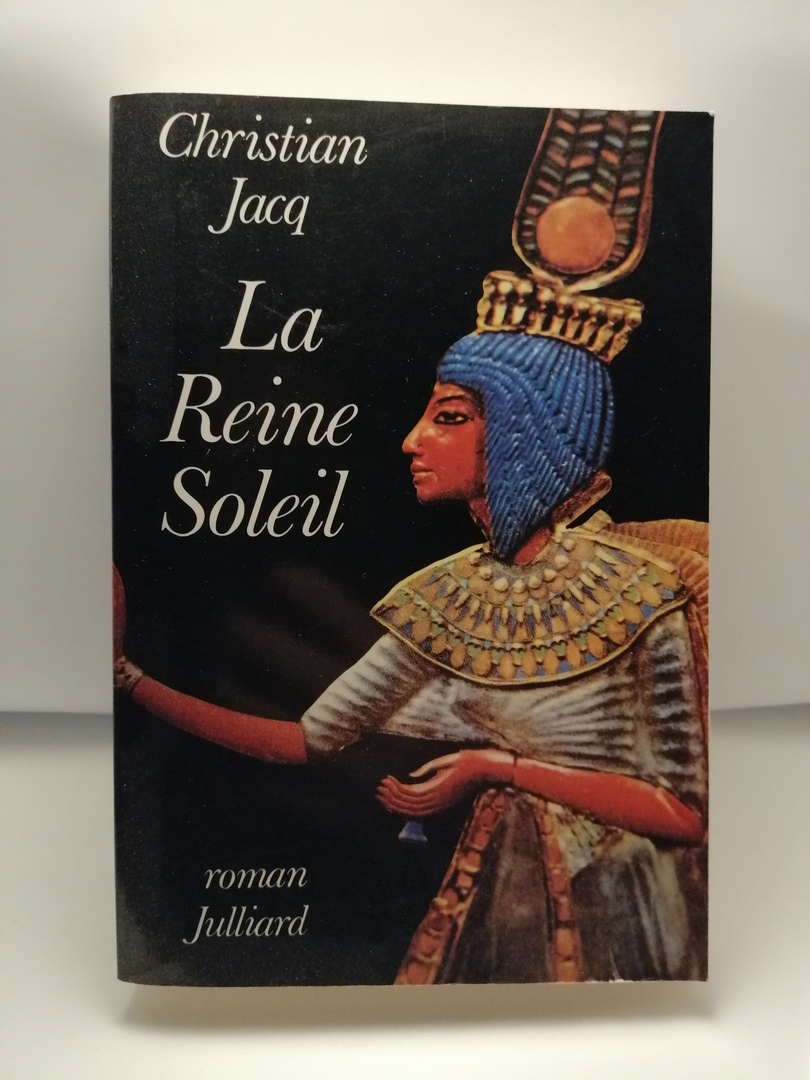 Christian
Jacq
La
Reine
Soleil
roman
Julliard